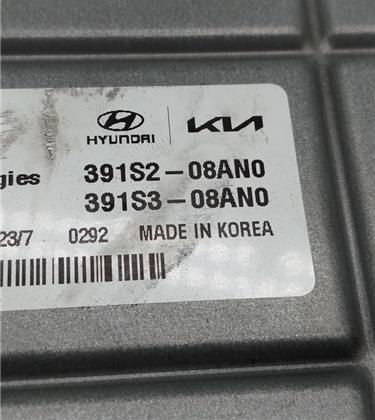 HYUNDAI KIA
gies 391S2-08AN0
391S3-08AN0
23/7 0292 MADE IN KOREA